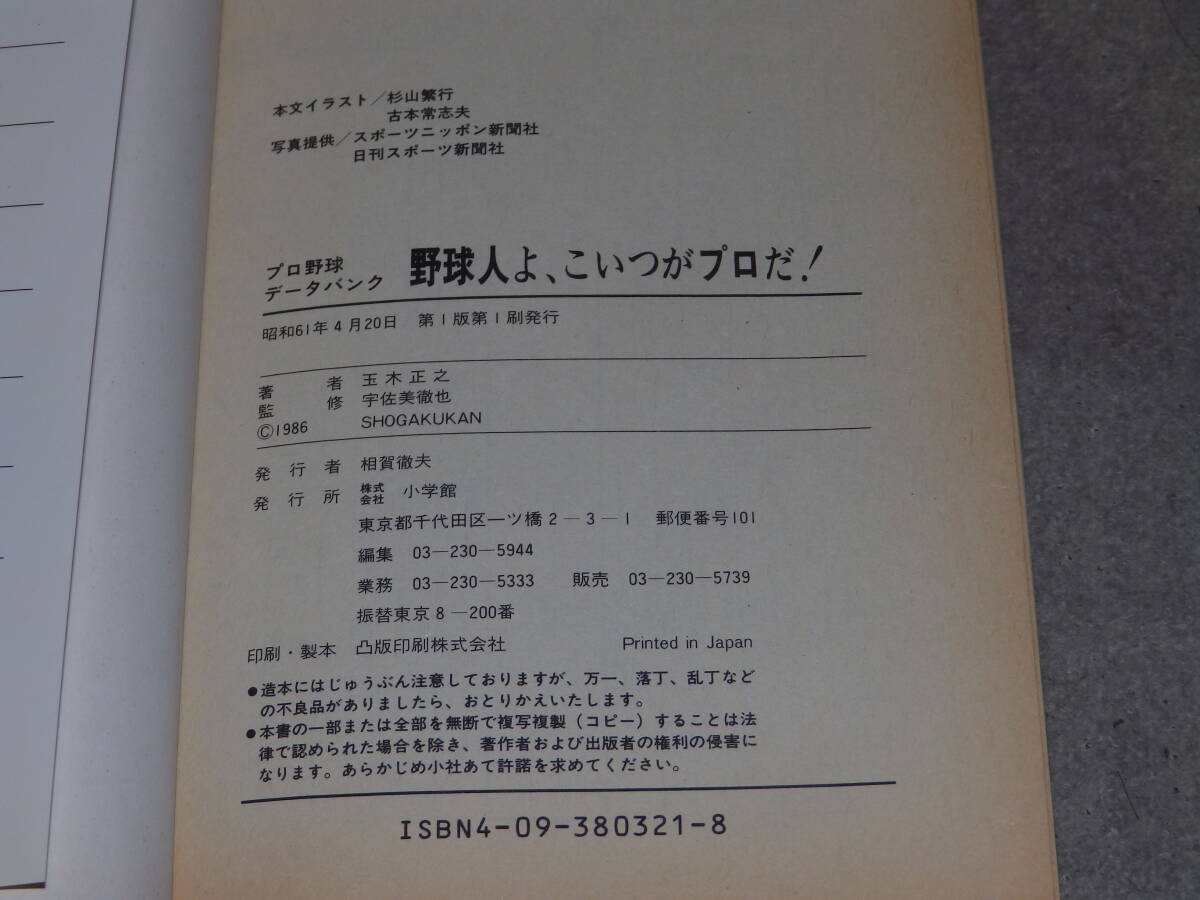 本文イラスト／杉山繁行
古本常志夫
写真提供／スポーツニッポン新聞社
日刊スポーツ新聞社
プロ野球
データバンク 野球人よ、こいつがプロだ!
昭和61年4月20日 第1版第1刷発行
著者 玉木正之
監修 宇佐美徹也
©1986 SHOGAKUKAN
発行者 相賀徹夫
発行所 株式会社 小学館
東京都千代田区一ツ橋2―3―1 郵便番号101
編集 03―230―5944
業務 03―230―5333 販売 03―230―5739
振替東京8―200番
印刷・製本 凸版印刷株式会社 Printed in Japan
●造本にはじゅうぶん注意しておりますが、万一、落丁、乱丁など
の不良品がありましたら、おとりかえいたします。
●本書の一部または全部を無断で複写複製(コピー)することは法
律で認められた場合を除き、著作者および出版者の権利の侵害に
なります。あらかじめ小社あて許諾を求めてください。
ISBN4-09-380321-8